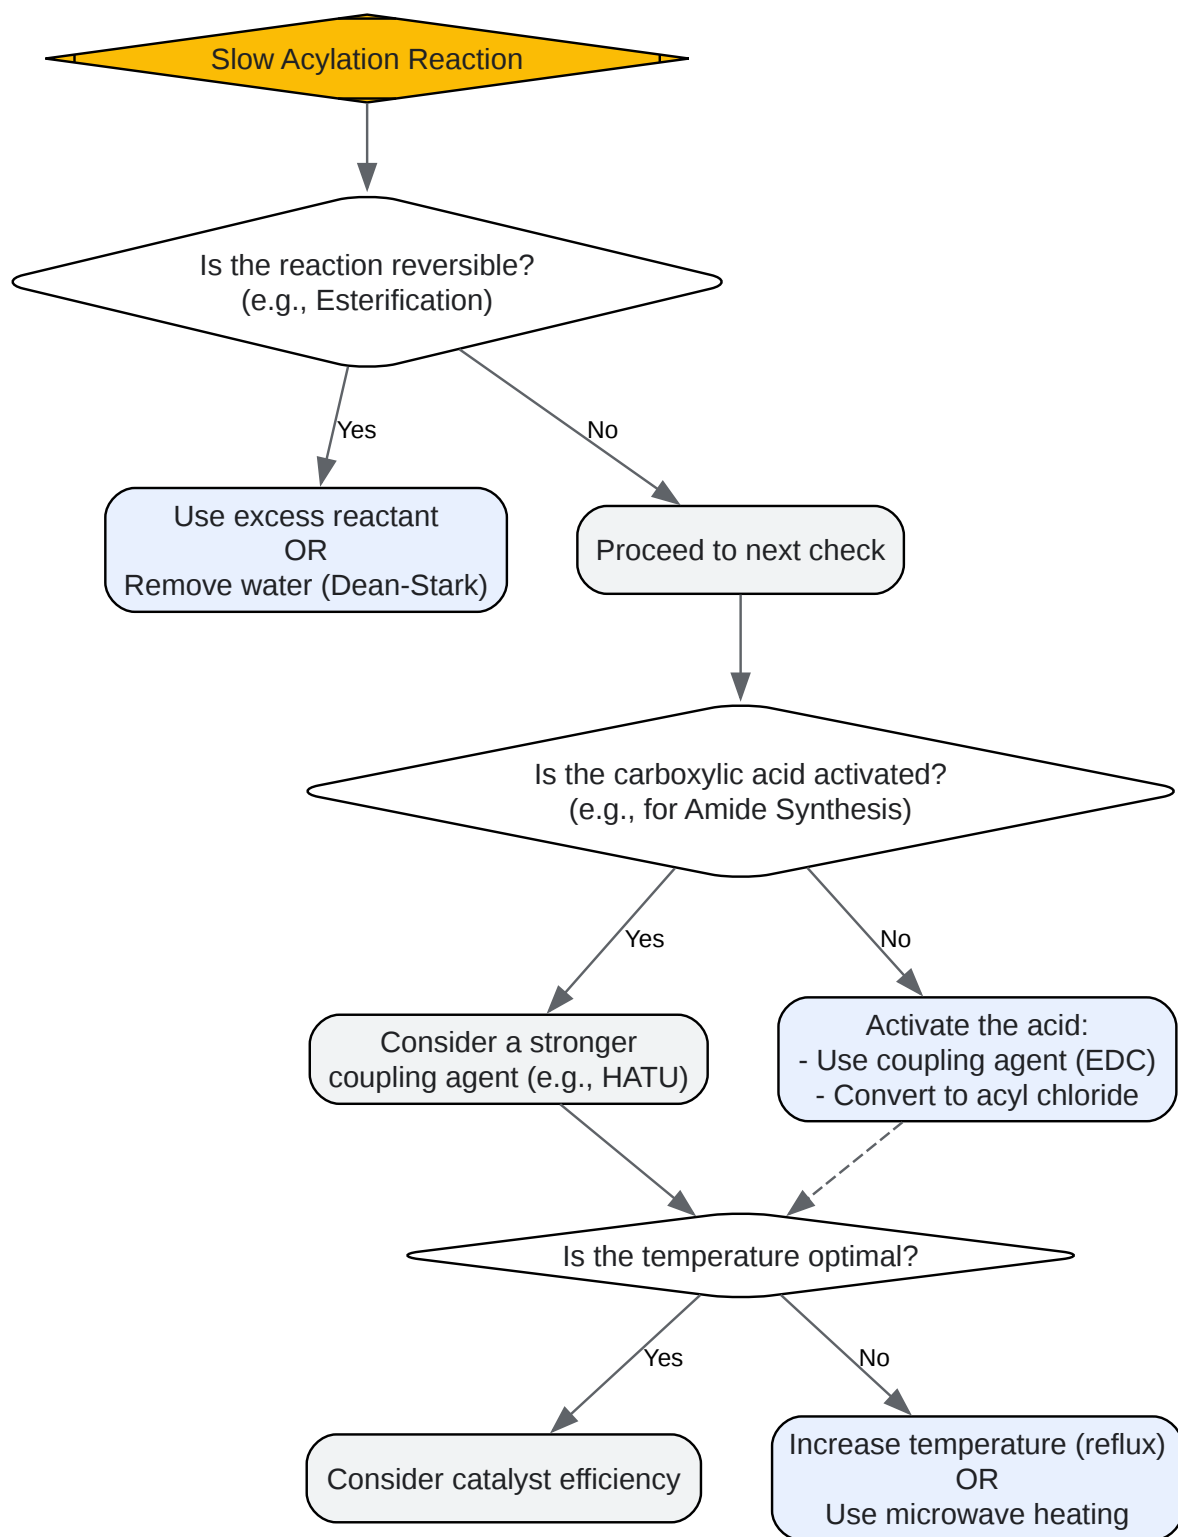 Slow Acylation Reaction
Is the reaction reversible?
(e.g., Esterification)
Yes
No
Use excess reactant
OR
Remove water (Dean-Stark)
Proceed to next check
Is the carboxylic acid activated?
(e.g., for Amide Synthesis)
Yes
No
Consider a stronger
coupling agent (e.g., HATU)
Activate the acid:
- Use coupling agent (EDC)
- Convert to acyl chloride
Is the temperature optimal?
Yes
No
Consider catalyst efficiency
Increase temperature (reflux)
OR
Use microwave heating